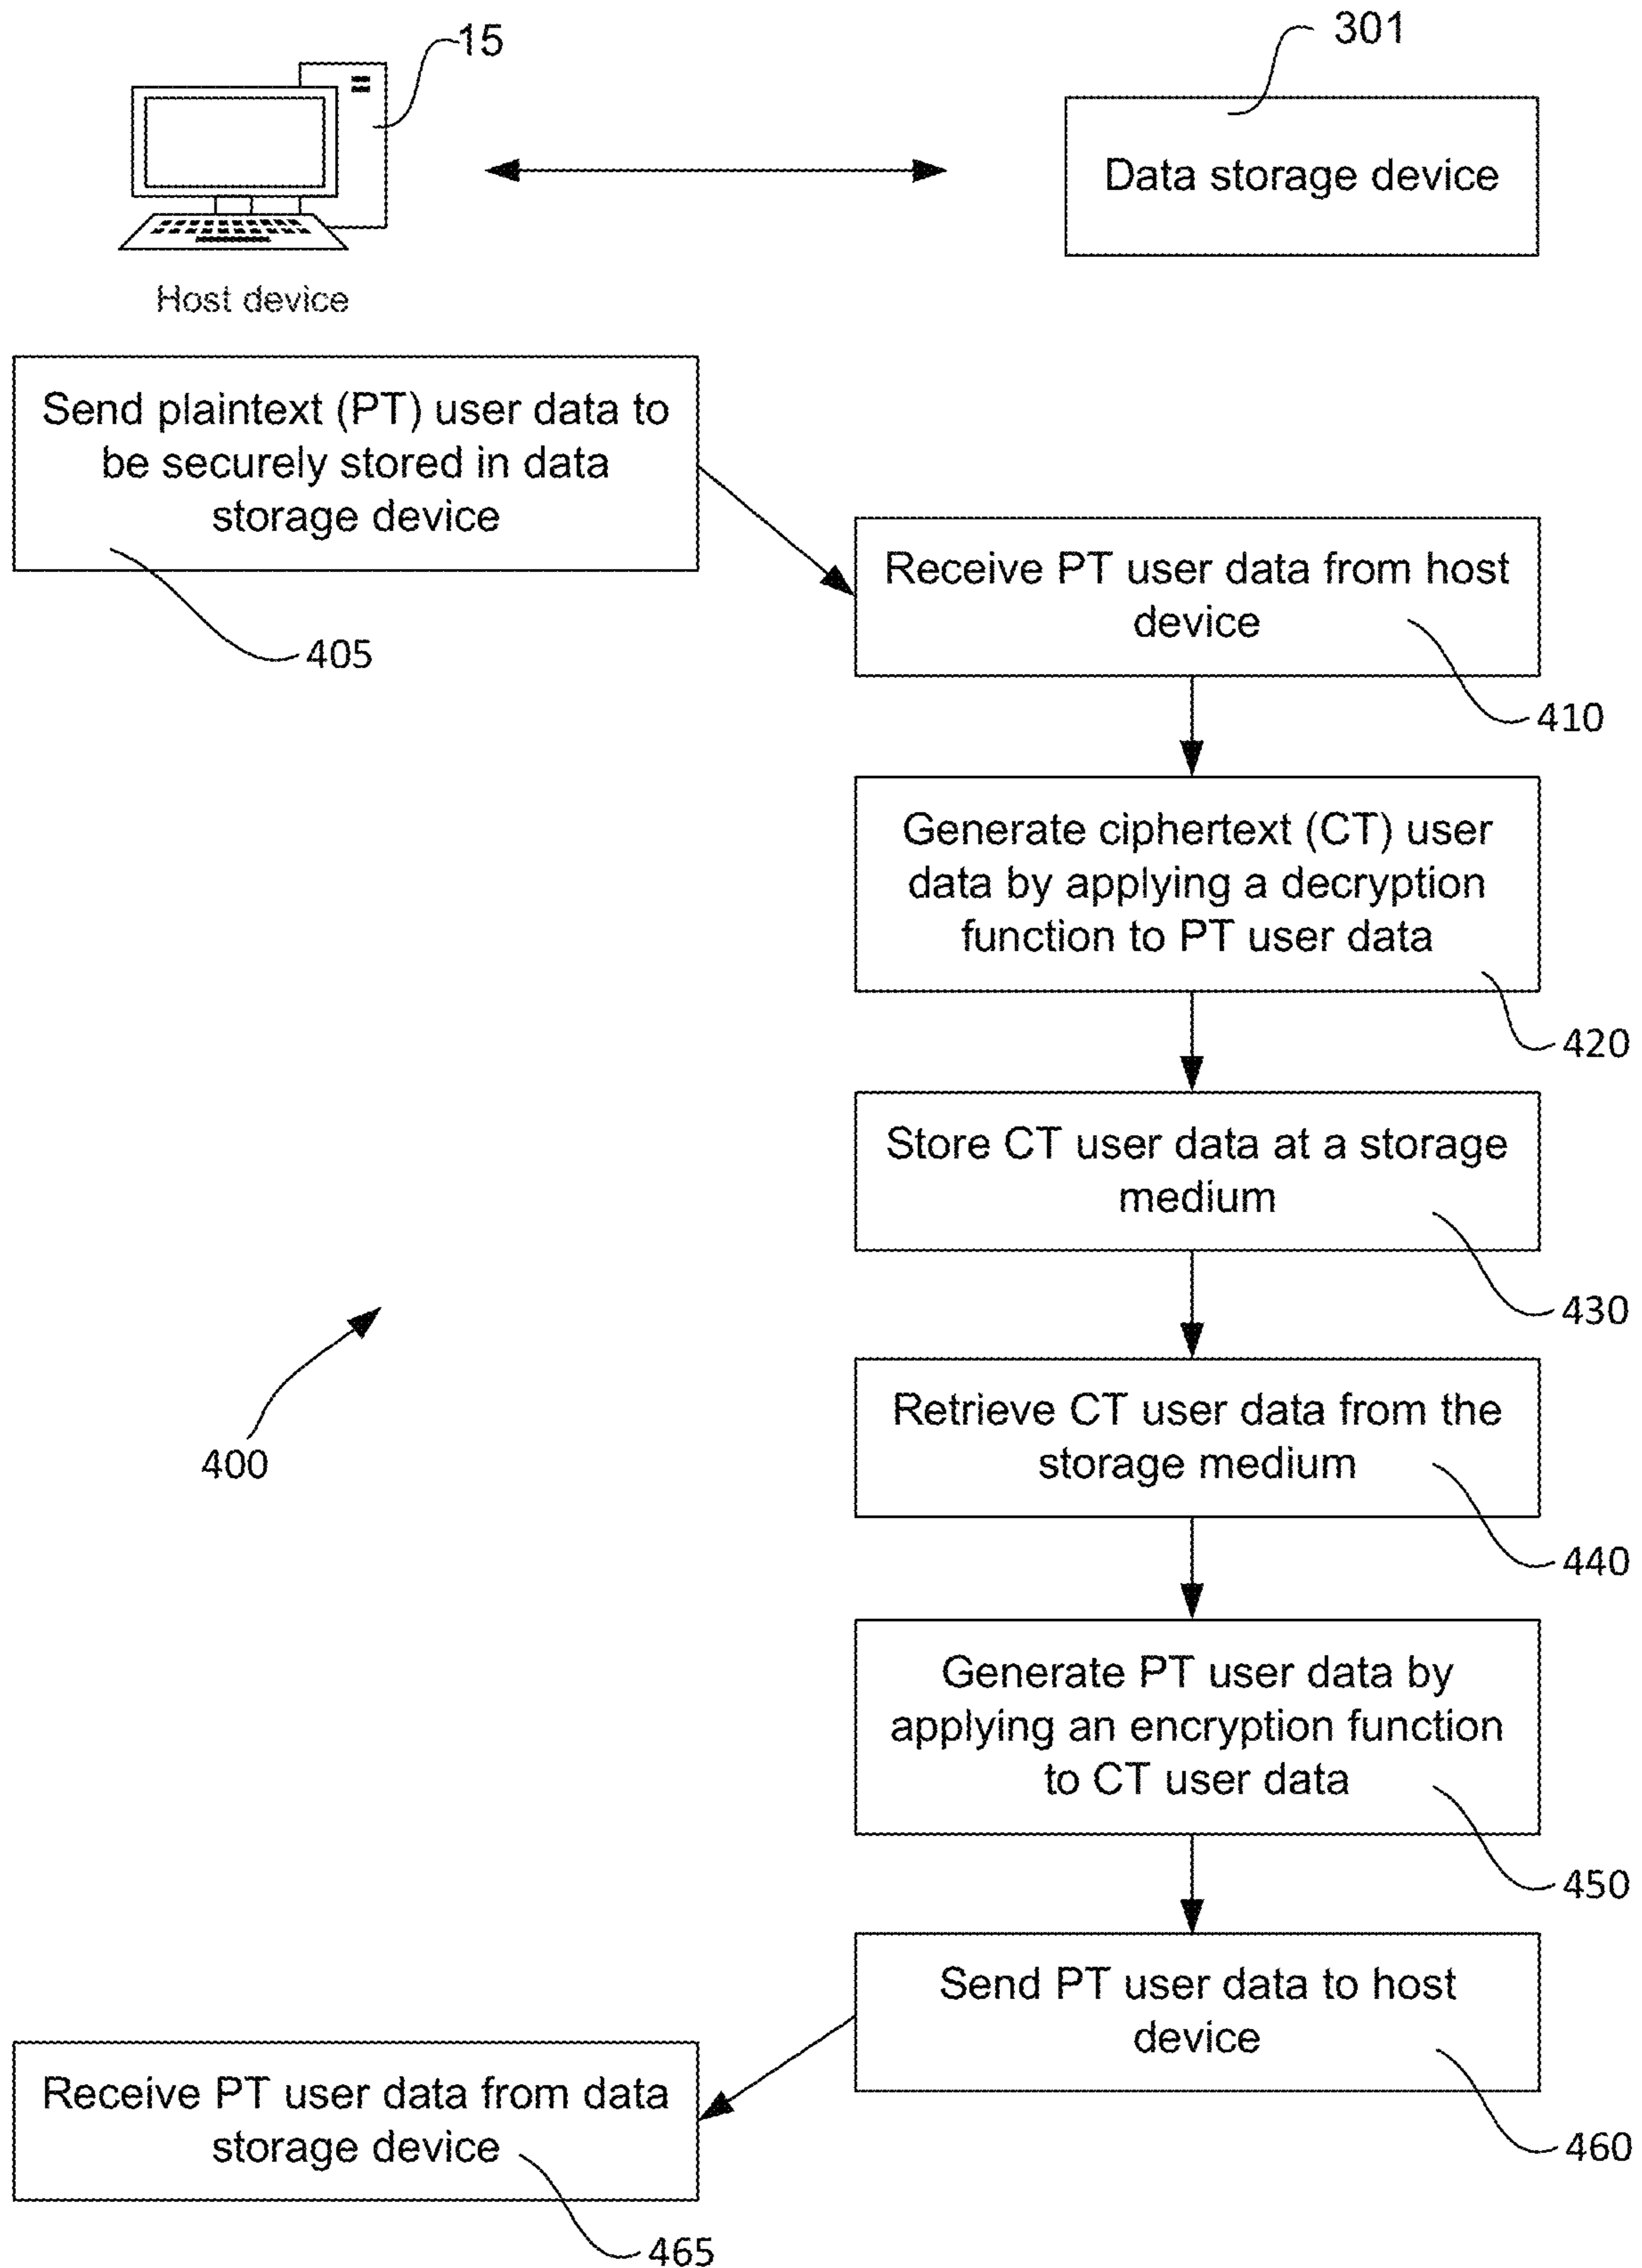 15
301
Data storage device
Host device
Send plaintext (PT) user data to
be securely stored in data
storage device
405
Receive PT user data from host
device
410
Generate ciphertext (CT) user
data by applying a decryption
function to PT user data
420
Store CT user data at a storage
medium
430
400
Retrieve CT user data from the
storage medium
440
Generate PT user data by
applying an encryption function
to CT user data
450
Send PT user data to host
device
460
Receive PT user data from data
storage device
465